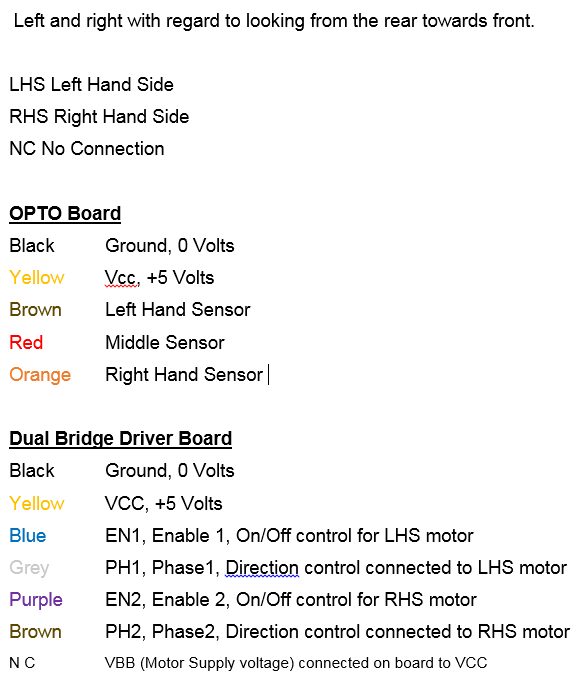 Left and right with regard to looking from the rear towards front.
LHS Left Hand Side
RHS Right Hand Side
NC No Connection
OPTO Board
Black Ground, 0 Volts
Yellow Vcc, +5 Volts
Brown Left Hand Sensor
Red Middle Sensor
Orange Right Hand Sensor
Dual Bridge Driver Board
Black Ground, 0 Volts
Yellow VCC, +5 Volts
Blue EN1, Enable 1, On/Off control for LHS motor
Grey PH1, Phase1, Direction control connected to LHS motor
Purple EN2, Enable 2, On/Off control for RHS motor
Brown PH2, Phase2, Direction control connected to RHS motor
N C VBB (Motor Supply voltage) connected on board to VCC